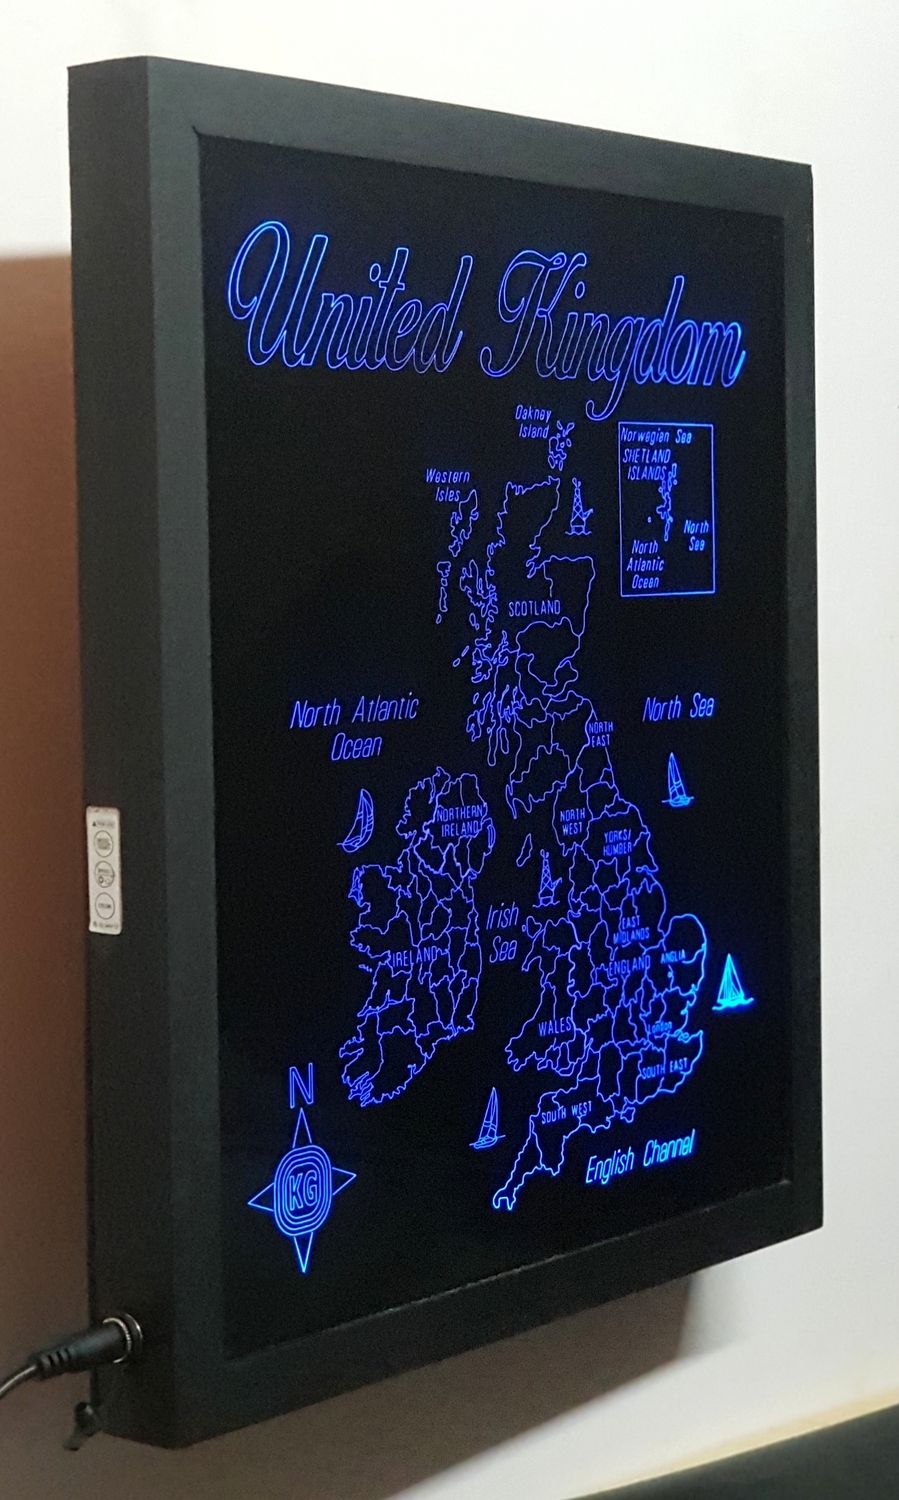 United Kingdom
Oakney
Island
Norwegian Sea
SHETLAND
ISLANDS
North
Sea
North
Atlantic
Ocean
Western
Isles
SCOTLAND
North Atlantic
Ocean
North Sea
NORTH
EAST
NORTHERN
IRELAND
NORTH
WEST
YORKS/
HUMBER
Irish
Sea
EAST
MIDLANDS
IRELAND
ENGLAND
ANGLIA
WALES
London
SOUTH EAST
SOUTH WEST
English Channel
N
KG
COLOR